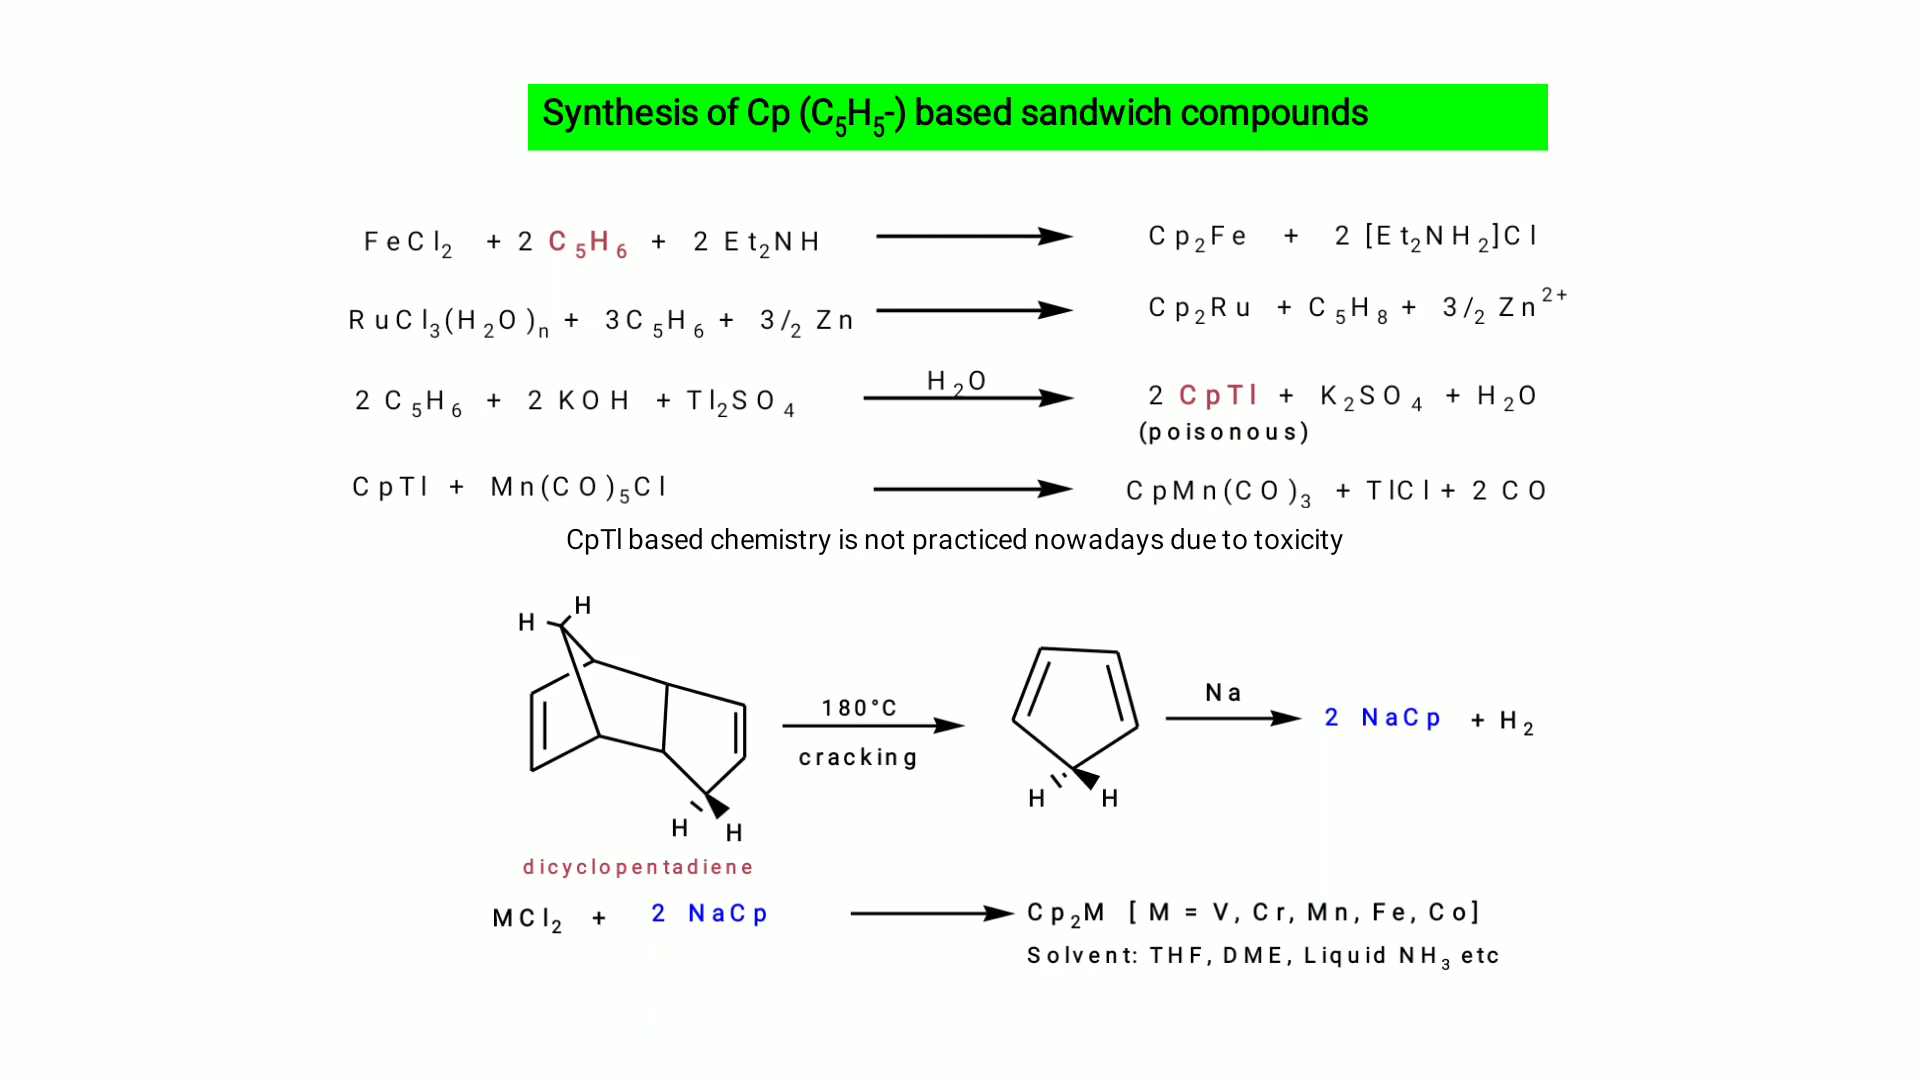 Synthesis of Cp (C5H5-) based sandwich compounds
FeCl2 + 2 C5H6 + 2 Et2NH Cp2Fe + 2 [Et2NH2]Cl
RuCl3(H2O)n + 3C5H6 + 3/2 Zn Cp2Ru + C5H8 + 3/2 Zn2+
2 C5H6 + 2 KOH + Tl2SO4 H2O 2 CpTl + K2SO4 + H2O
(poisonous)
CpTl + Mn(CO)5Cl CpMn(CO)3 + TlCl + 2 CO
CpTl based chemistry is not practiced nowadays due to toxicity
H H
180°C
cracking
Na
2 NaCp + H2
H H
H H
dicyclopentadiene
MCl2 + 2 NaCp Cp2M [ M = V, Cr, Mn, Fe, Co]
Solvent: THF, DME, Liquid NH3 etc